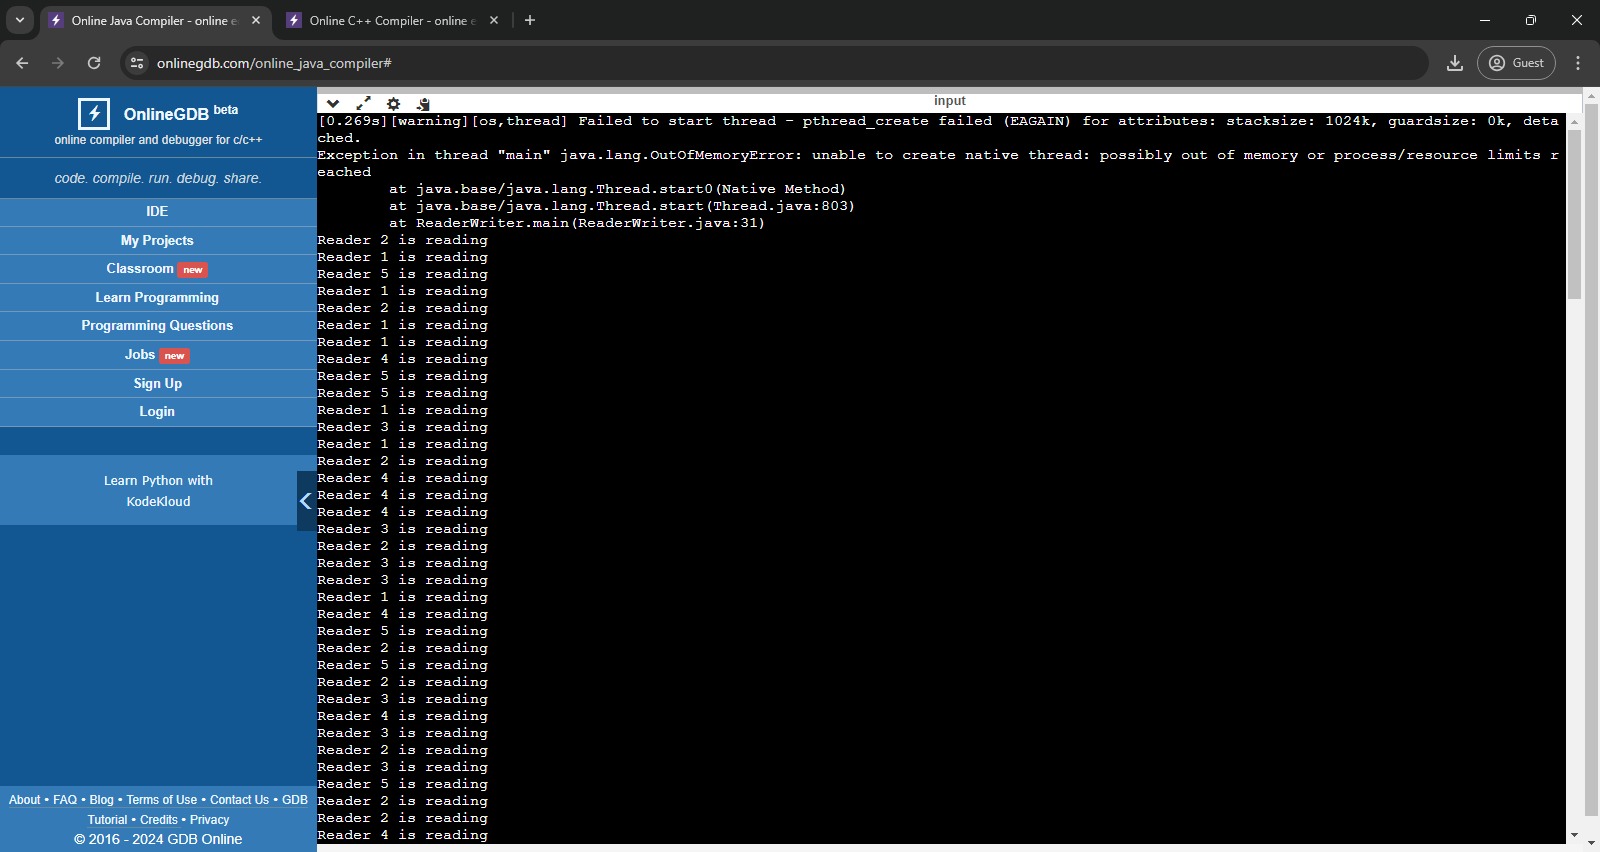 Online Java Compiler - online e
Online C++ Compiler - online e
onlinegdb.com/online_java_compiler#
Guest
OnlineGDB beta
online compiler and debugger for c/c++
code. compile. run. debug. share.
IDE
My Projects
Classroom new
Learn Programming
Programming Questions
Jobs new
Sign Up
Login
Learn Python with
KodeKloud
About • FAQ • Blog • Terms of Use • Contact Us • GDB
Tutorial • Credits • Privacy
© 2016 - 2024 GDB Online
input
[0.269s][warning][os,thread] Failed to start thread - pthread_create failed (EAGAIN) for attributes: stacksize: 1024k, guardsize: 0k, deta
ched.
Exception in thread "main" java.lang.OutOfMemoryError: unable to create native thread: possibly out of memory or process/resource limits r
eached
at java.base/java.lang.Thread.start0(Native Method)
at java.base/java.lang.Thread.start(Thread.java:803)
at ReaderWriter.main(ReaderWriter.java:31)
Reader 2 is reading
Reader 1 is reading
Reader 5 is reading
Reader 1 is reading
Reader 2 is reading
Reader 1 is reading
Reader 1 is reading
Reader 4 is reading
Reader 5 is reading
Reader 5 is reading
Reader 1 is reading
Reader 3 is reading
Reader 1 is reading
Reader 2 is reading
Reader 4 is reading
Reader 4 is reading
Reader 4 is reading
Reader 3 is reading
Reader 2 is reading
Reader 3 is reading
Reader 3 is reading
Reader 1 is reading
Reader 4 is reading
Reader 5 is reading
Reader 2 is reading
Reader 5 is reading
Reader 2 is reading
Reader 3 is reading
Reader 4 is reading
Reader 3 is reading
Reader 2 is reading
Reader 3 is reading
Reader 5 is reading
Reader 2 is reading
Reader 2 is reading
Reader 4 is reading